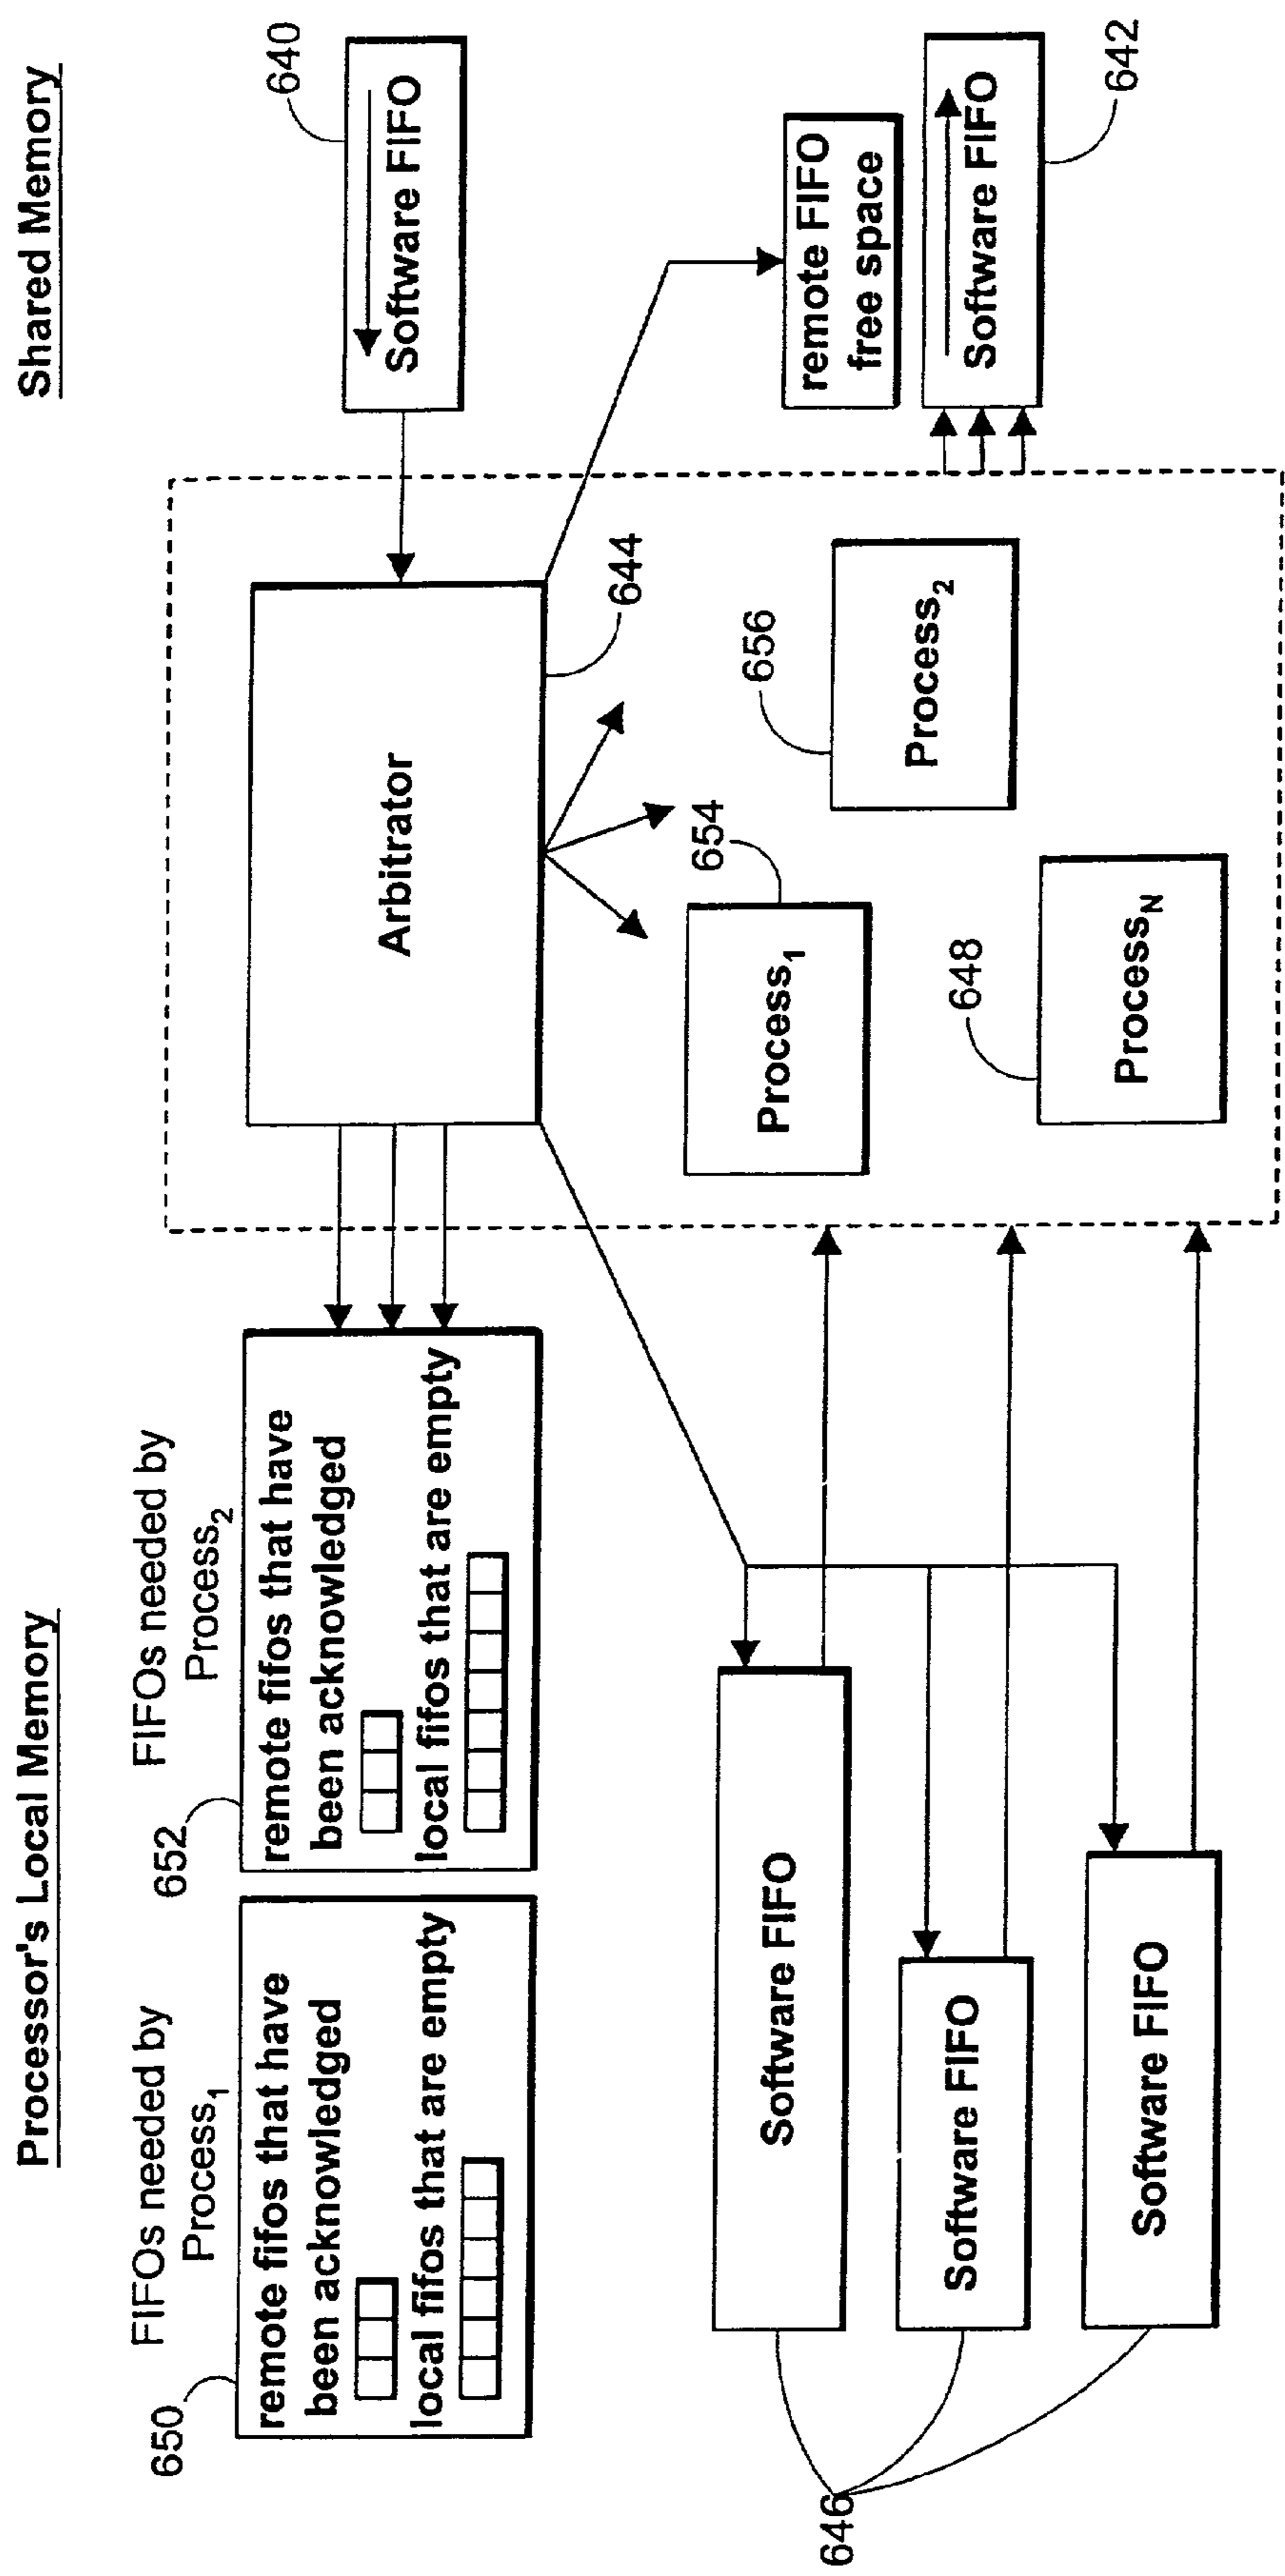 Processor's Local Memory
Shared Memory
FIFOs needed by
Process1
650
remote fifos that have
been acknowledged
local fifos that are empty
FIFOs needed by
Process2
652
remote fifos that have
been acknowledged
local fifos that are empty
Arbitrator
644
640
Software FIFO
remote FIFO
free space
Software FIFO
642
654
Process1
656
Process2
648
ProcessN
Software FIFO
Software FIFO
Software FIFO
646